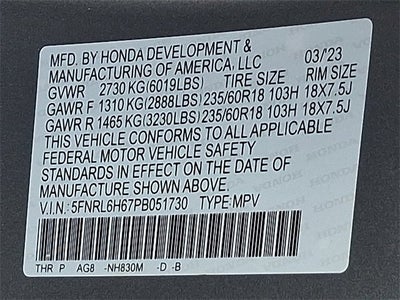 MFD. BY HONDA DEVELOPMENT &
MANUFACTURING OF AMERICA, LLC 03/'23
GVWR 2730 KG(6019LBS) TIRE SIZE RIM SIZE
GAWR F 1310 KG(2888LBS) 235/60R18 103H 18X7.5J
GAWR R 1465 KG(3230LBS) 235/60R18 103H 18X7.5J
THIS VEHICLE CONFORMS TO ALL APPLICABLE
FEDERAL MOTOR VEHICLE SAFETY
STANDARDS IN EFFECT ON THE DATE OF
MANUFACTURE SHOWN ABOVE.
V.I.N.: 5FNRL6H67PB051730 TYPE:MPV
THR P AG8 -NH830M -D -B